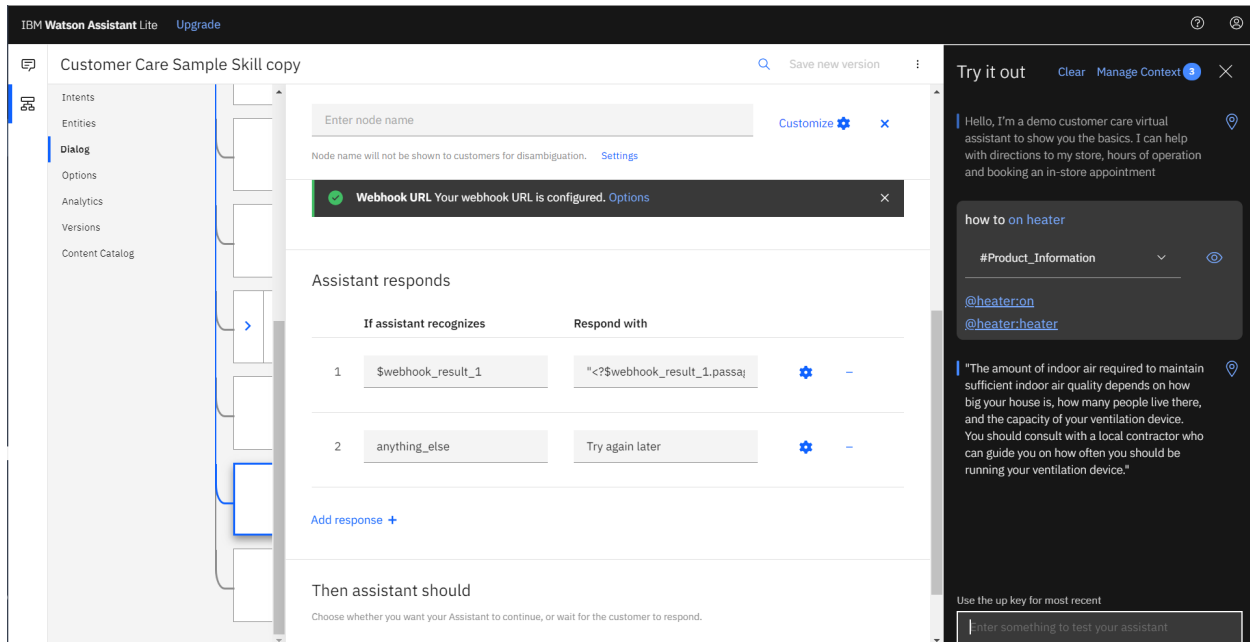 IBM Watson Assistant Lite Upgrade
Customer Care Sample Skill copy
Save new version
Intents
Entities
Dialog
Options
Analytics
Versions
Content Catalog
Enter node name
Customize
Node name will not be shown to customers for disambiguation. Settings
Webhook URL Your webhook URL is configured. Options
Assistant responds
If assistant recognizes Respond with
1 $webhook_result_1 "<?$webhook_result_1.passag
2 anything_else Try again later
Add response +
Then assistant should
Choose whether you want your Assistant to continue, or wait for the customer to respond.
Try it out Clear Manage Context 3
Hello, I'm a demo customer care virtual
assistant to show you the basics. I can help
with directions to my store, hours of operation
and booking an in-store appointment
how to on heater
#Product_Information
@heater:on
@heater:heater
"The amount of indoor air required to maintain
sufficient indoor air quality depends on how
big your house is, how many people live there,
and the capacity of your ventilation device.
You should consult with a local contractor who
can guide you on how often you should be
running your ventilation device."
Use the up key for most recent
Enter something to test your assistant